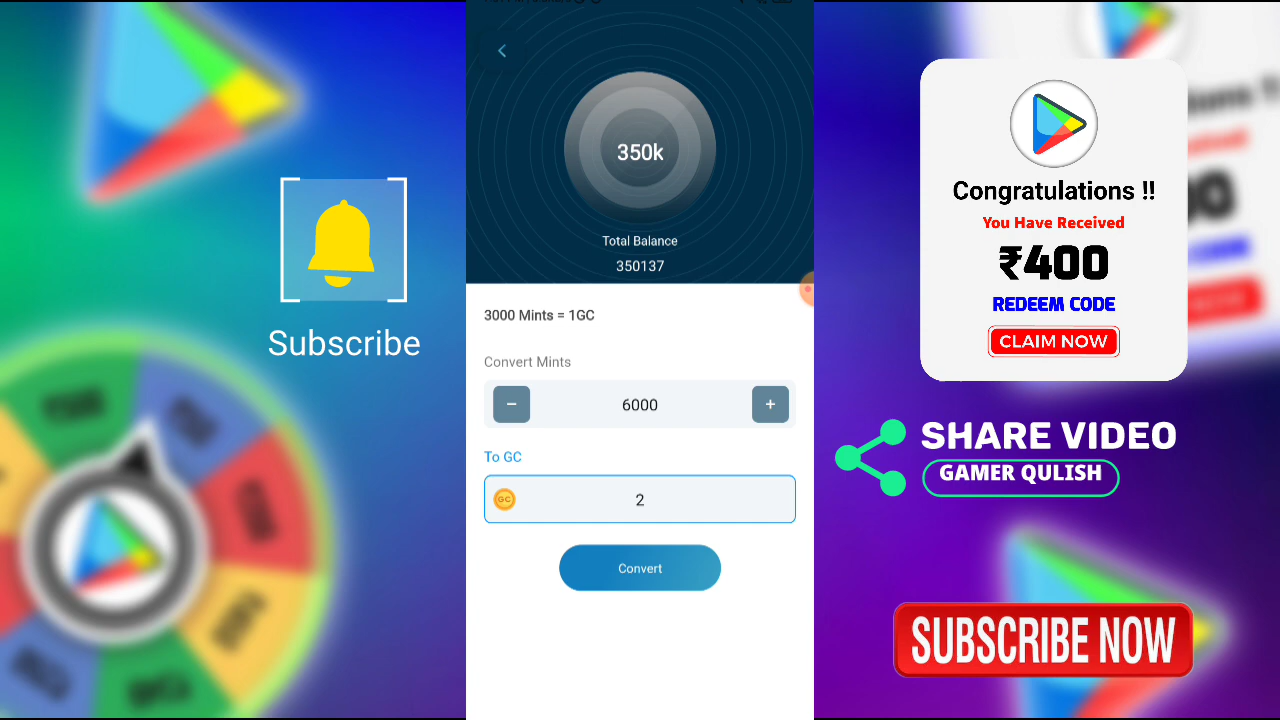 Subscribe
350k
Total Balance
350137
3000 Mints = 1GC
Convert Mints
−
6000
+
To GC
GC
2
Convert
Congratulations !!
You Have Received
₹400
REDEEM CODE
CLAIM NOW
SHARE VIDEO
GAMER QULISH
SUBSCRIBE NOW